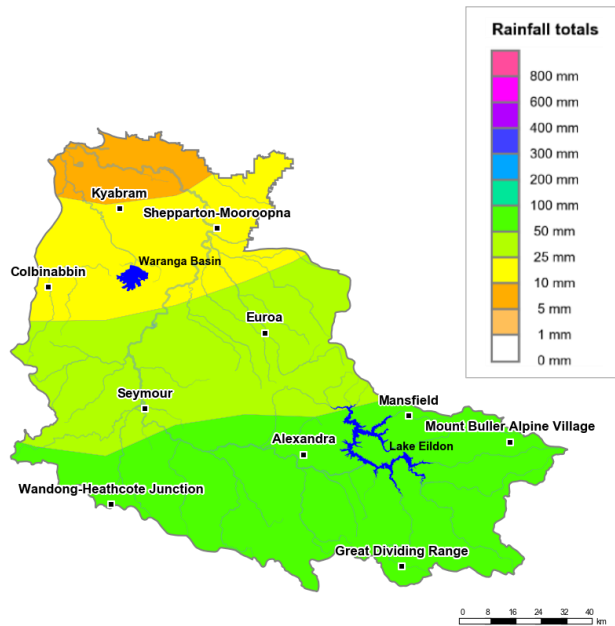 Rainfall totals
800 mm
600 mm
400 mm
300 mm
200 mm
100 mm
50 mm
25 mm
10 mm
5 mm
1 mm
0 mm
Kyabram
Shepparton-Mooroopna
Waranga Basin
Colbinabbin
Euroa
Seymour
Mansfield
Mount Buller Alpine Village
Alexandra
Lake Eildon
Wandong-Heathcote Junction
Great Dividing Range
0 8 16 24 32 40
km